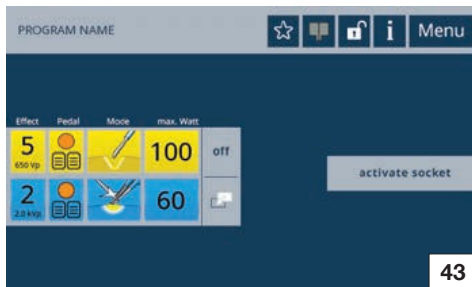 PROGRAM NAME
i Menu
Effect Pedal Mode max. Watt
5 100 off
650 Vp
activate socket
2 60
2.0 kVp
43